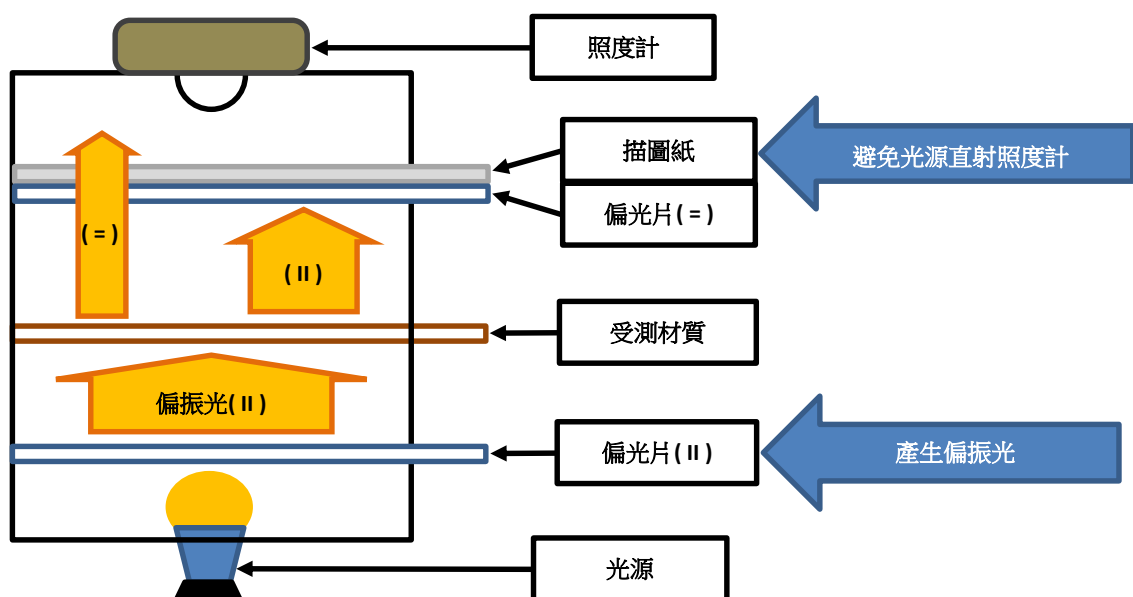 照度計
描圖紙
避免光源直射照度計
偏光片( = )
( = )
( II )
受測材質
偏振光( II )
偏光片( II )
產生偏振光
光源